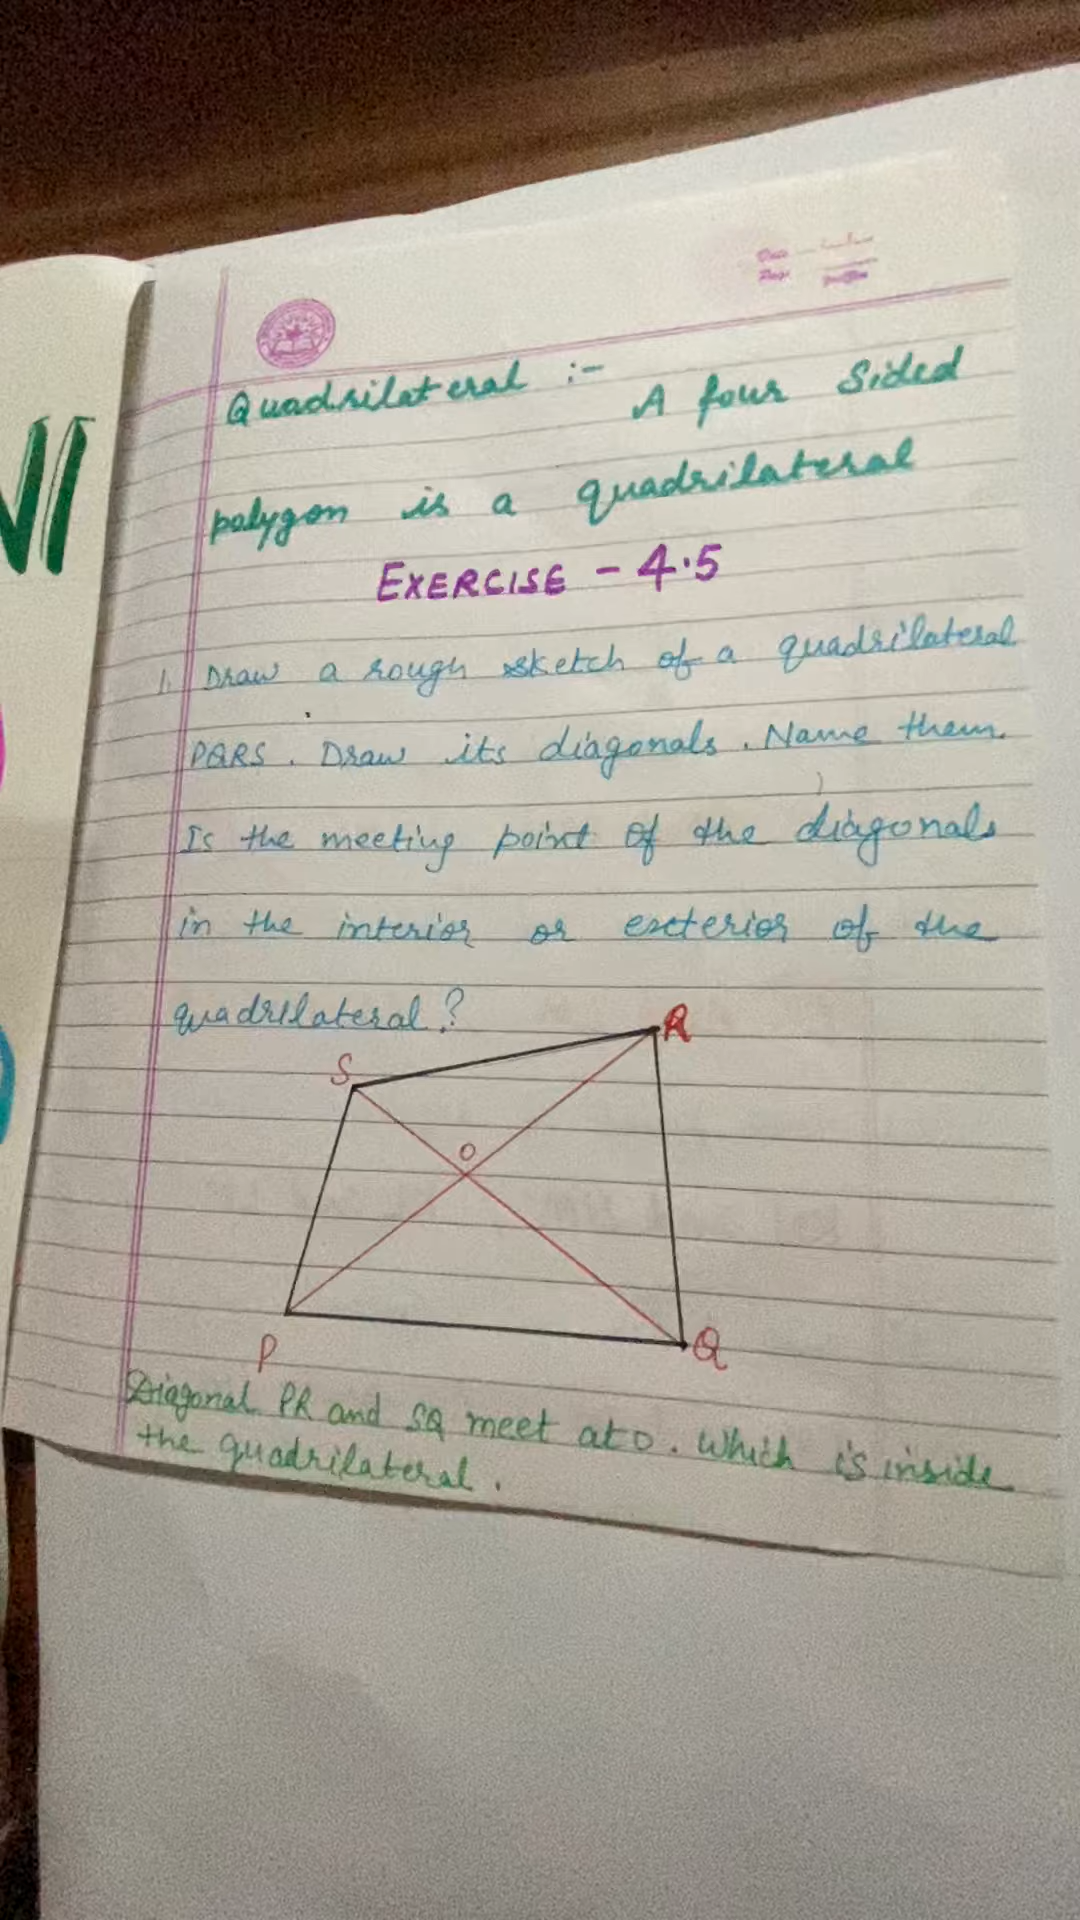 Quadrilateral :- A four Sided
polygon is a quadrilateral
EXERCISE - 4.5
1. Draw a rough sketch of a quadrilateral
PQRS. Draw its diagonals. Name them.
Is the meeting point of the diagonals
in the interior or exterior of the
quadrilateral?
R
S
O
P
Q
Diagonal PR and SQ meet at O. Which is inside
the quadrilateral.